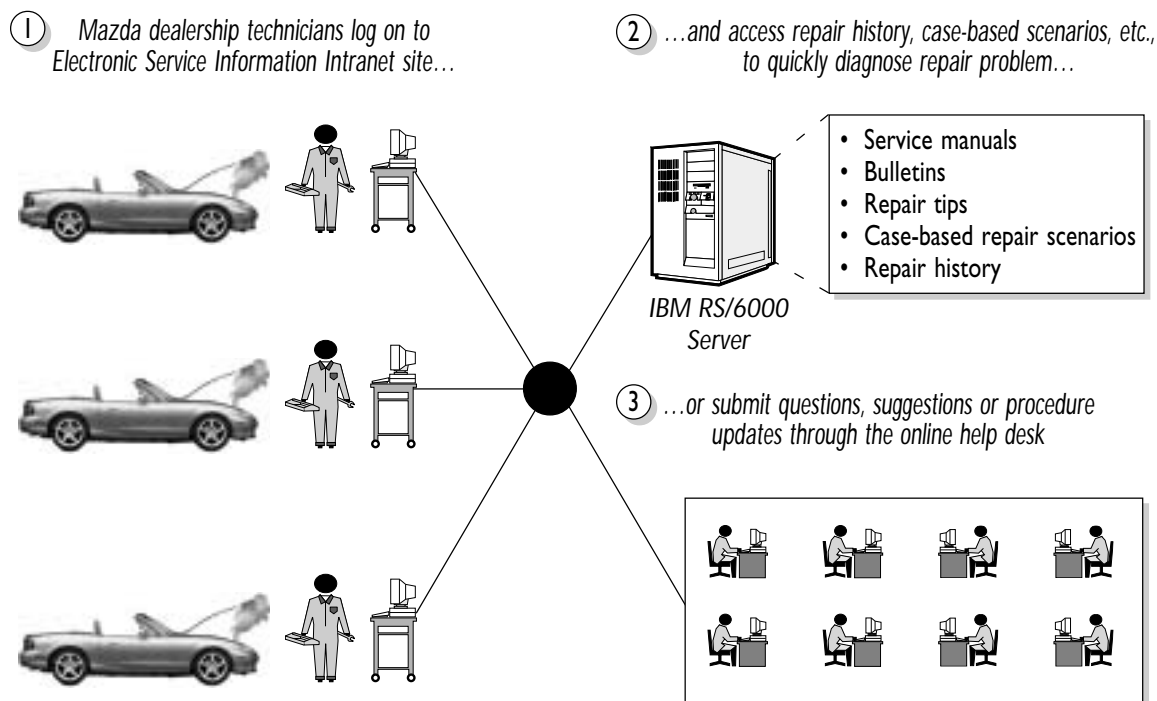 1 Mazda dealership technicians log on to
Electronic Service Information Intranet site…
2 …and access repair history, case-based scenarios, etc.,
to quickly diagnose repair problem…
• Service manuals
• Bulletins
• Repair tips
• Case-based repair scenarios
• Repair history
IBM RS/6000
Server
3 …or submit questions, suggestions or procedure
updates through the online help desk